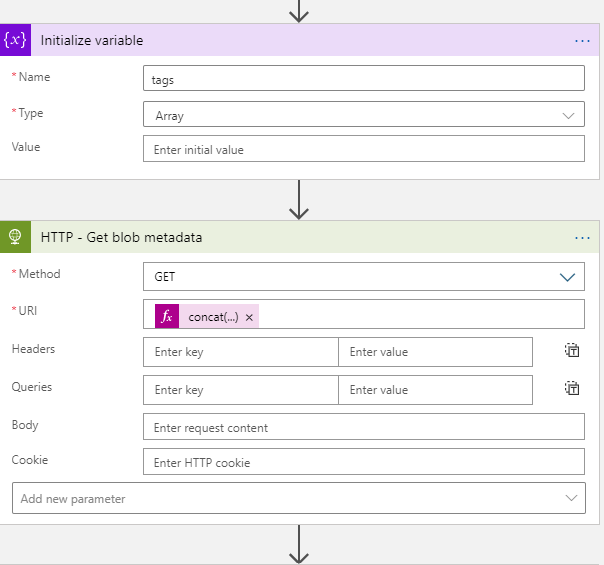 {x} Initialize variable ...
* Name tags
* Type Array
Value Enter initial value
HTTP - Get blob metadata ...
* Method GET
* URI fx concat(...) ×
Headers Enter key Enter value
Queries Enter key Enter value
Body Enter request content
Cookie Enter HTTP cookie
Add new parameter